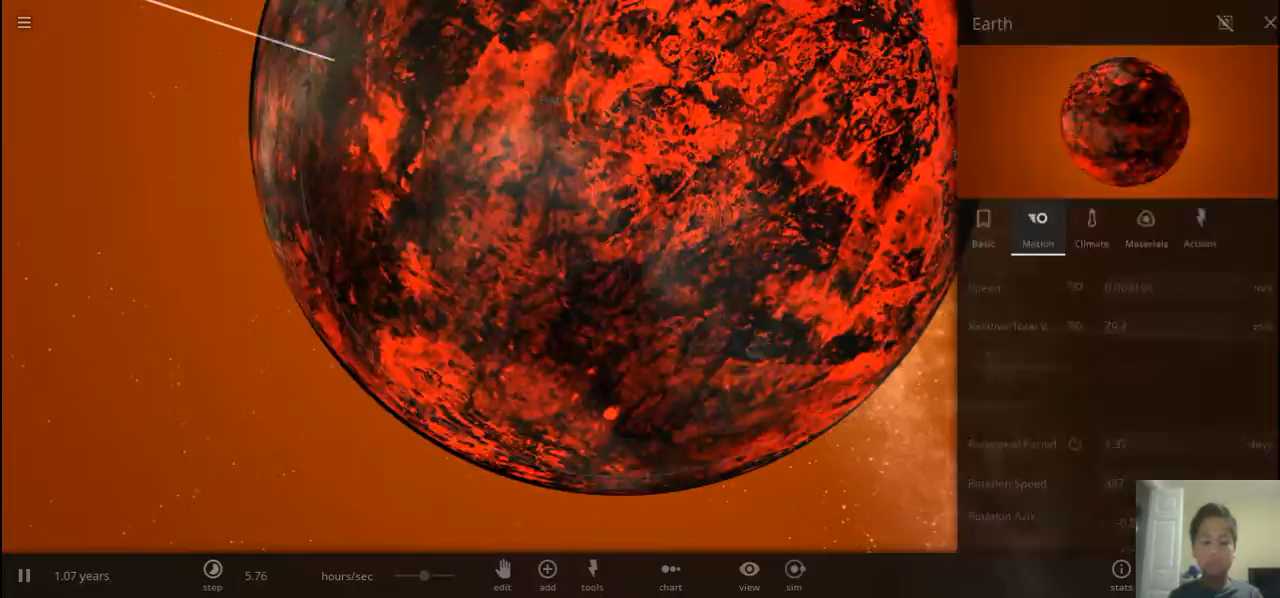 Earth
Basic
Motion
Climate
Materials
Actions
Speed
Rotational Period
days
Rotation Speed
Rotation Axis
1.07 years
step
5.76
hours/sec
edit
add
tools
chart
view
sim
stats